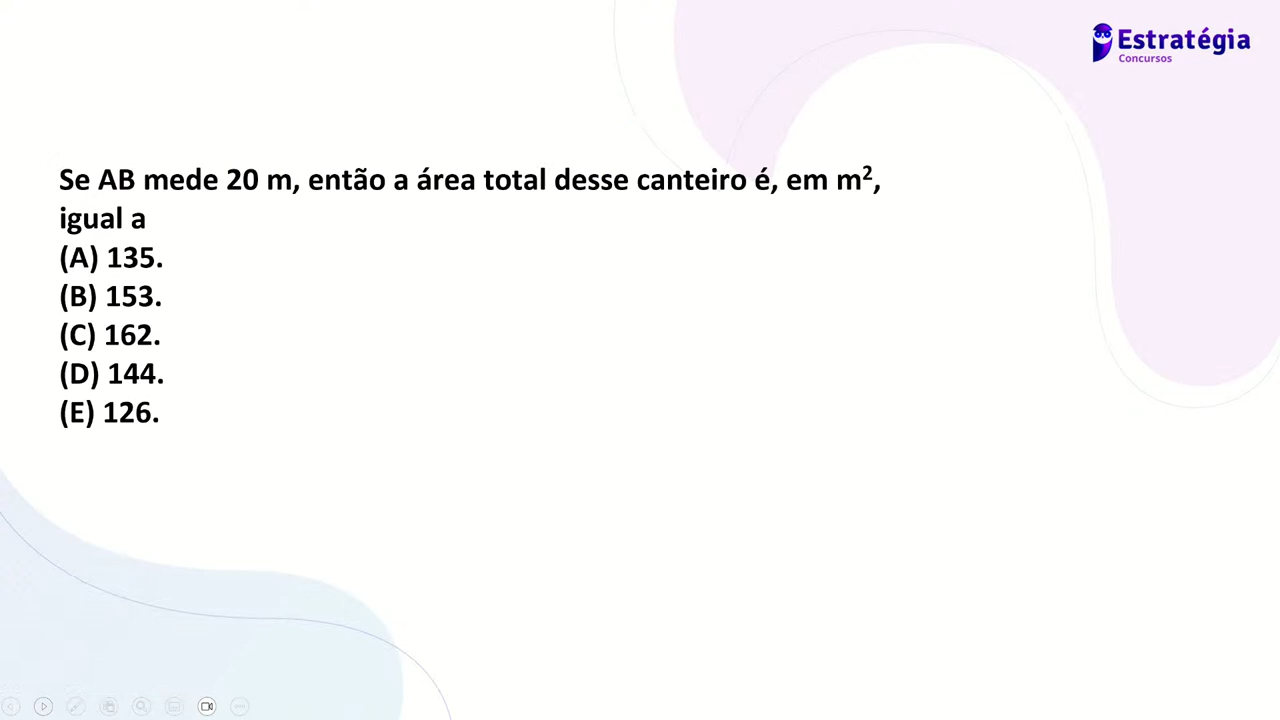 Estratégia
Concursos
Se AB mede 20 m, então a área total desse canteiro é, em m²,
igual a
(A) 135.
(B) 153.
(C) 162.
(D) 144.
(E) 126.